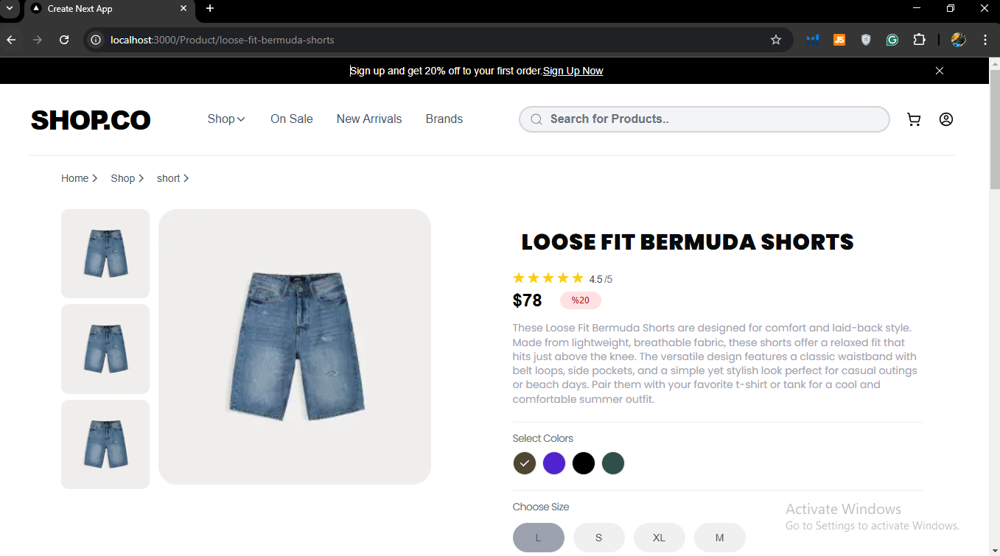 Create Next App
localhost:3000/Product/loose-fit-bermuda-shorts
JS
Sign up and get 20% off to your first order.Sign Up Now
SHOP.CO
Shop
On Sale
New Arrivals
Brands
Search for Products..
Home
Shop
short
LOOSE FIT BERMUDA SHORTS
4.5/5
$78
%20
These Loose Fit Bermuda Shorts are designed for comfort and laid-back style.
Made from lightweight, breathable fabric, these shorts offer a relaxed fit that
hits just above the knee. The versatile design features a classic waistband with
belt loops, side pockets, and a simple yet stylish look perfect for casual outings
or beach days. Pair them with your favorite t-shirt or tank for a cool and
comfortable summer outfit.
Select Colors
Choose Size
L
S
XL
M
Activate Windows
Go to Settings to activate Windows.